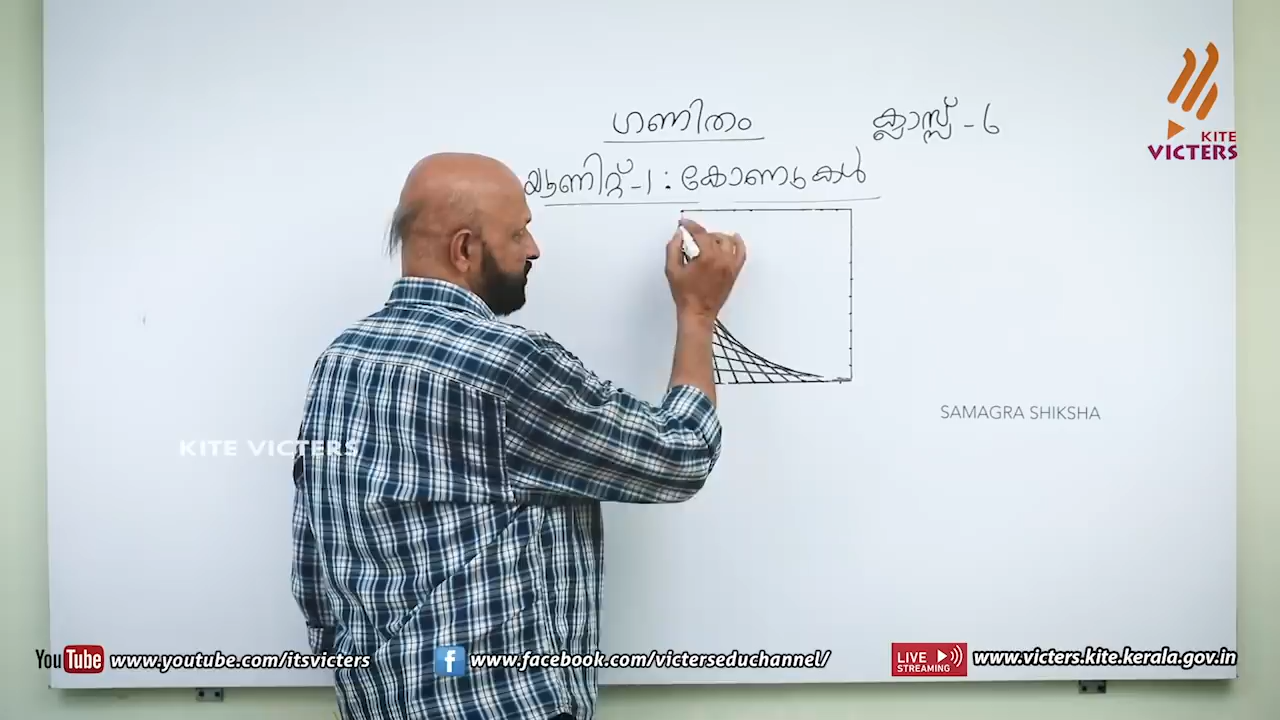 ഗണിതം ക്ലാസ്സ് - 6
യൂണിറ്റ് - 1 : കോണുകൾ
KITE
VICTERS
SAMAGRA SHIKSHA
KITE VICTERS
YouTube www.youtube.com/itsvicters
f www.facebook.com/victerseduchannel/
LIVE
STREAMING
www.victers.kite.kerala.gov.in